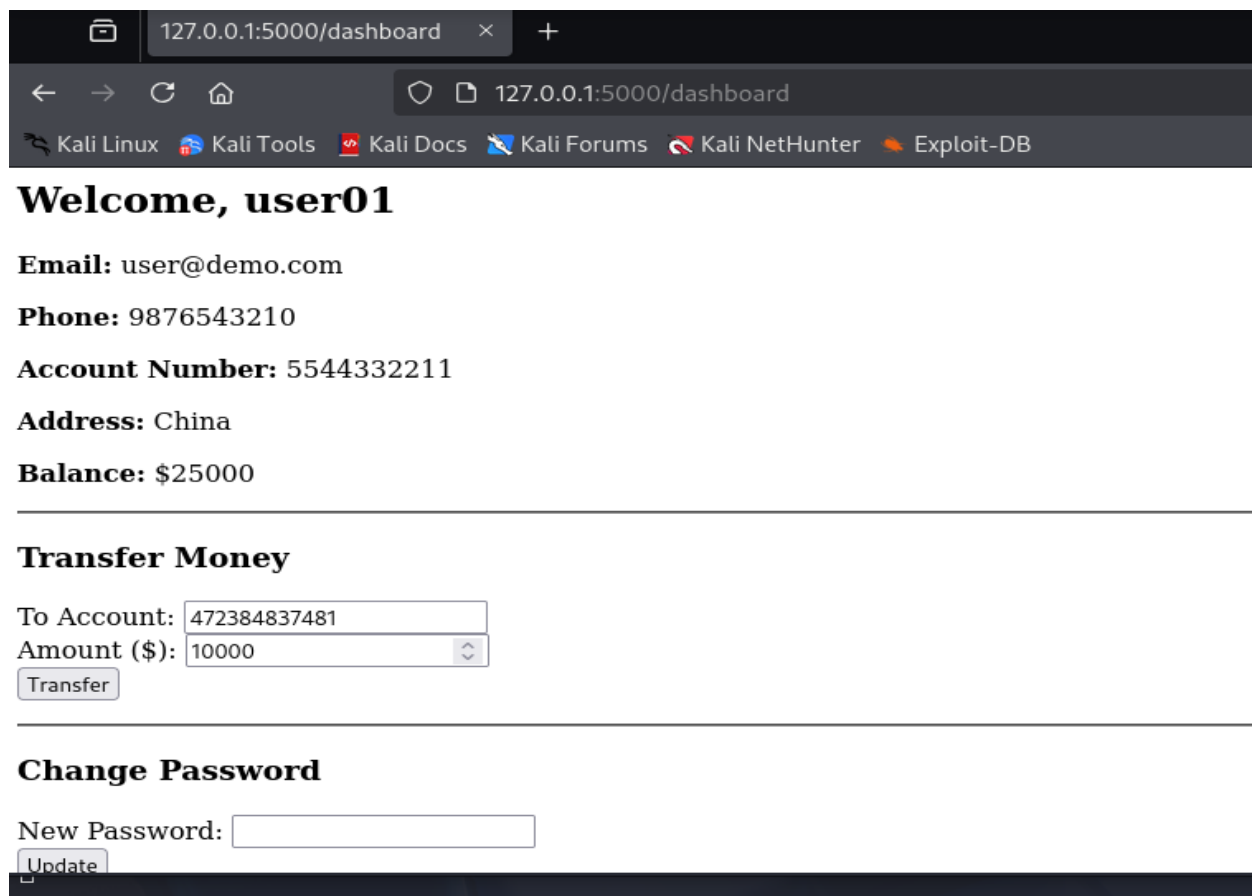 127.0.0.1:5000/dashboard
127.0.0.1:5000/dashboard
Kali Linux Kali Tools Kali Docs Kali Forums Kali NetHunter Exploit-DB
Welcome, user01
Email: user@demo.com
Phone: 9876543210
Account Number: 5544332211
Address: China
Balance: $25000
Transfer Money
To Account: 472384837481
Amount ($): 10000
Transfer
Change Password
New Password:
Update